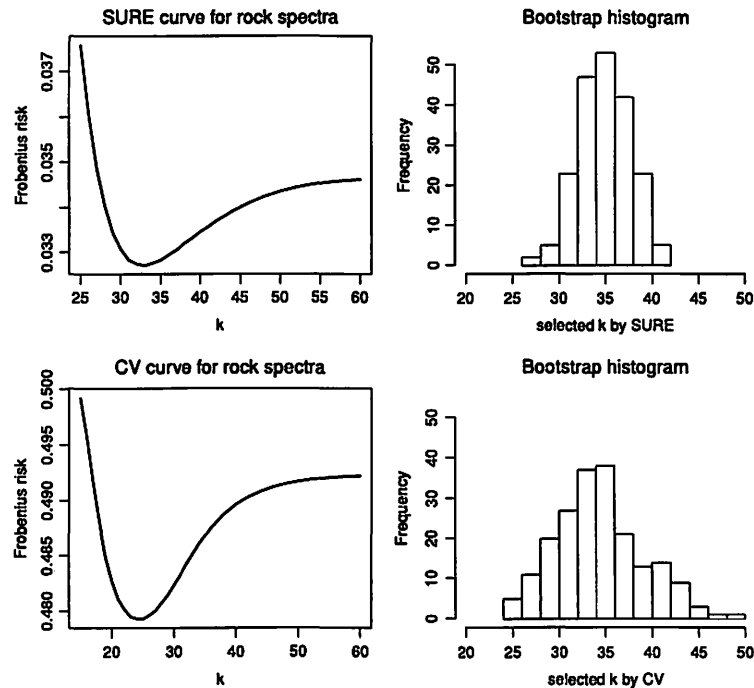 SURE curve for rock spectra
Frobenius risk
0.037
0.035
0.033
25 30 35 40 45 50 55 60
k
Bootstrap histogram
Frequency
50
40
30
20
10
0
20 25 30 35 40 45 50
selected k by SURE
CV curve for rock spectra
Frobenius risk
0.500
0.495
0.490
0.485
0.480
20 30 40 50 60
k
Bootstrap histogram
Frequency
50
40
30
20
10
0
20 25 30 35 40 45 50
selected k by CV